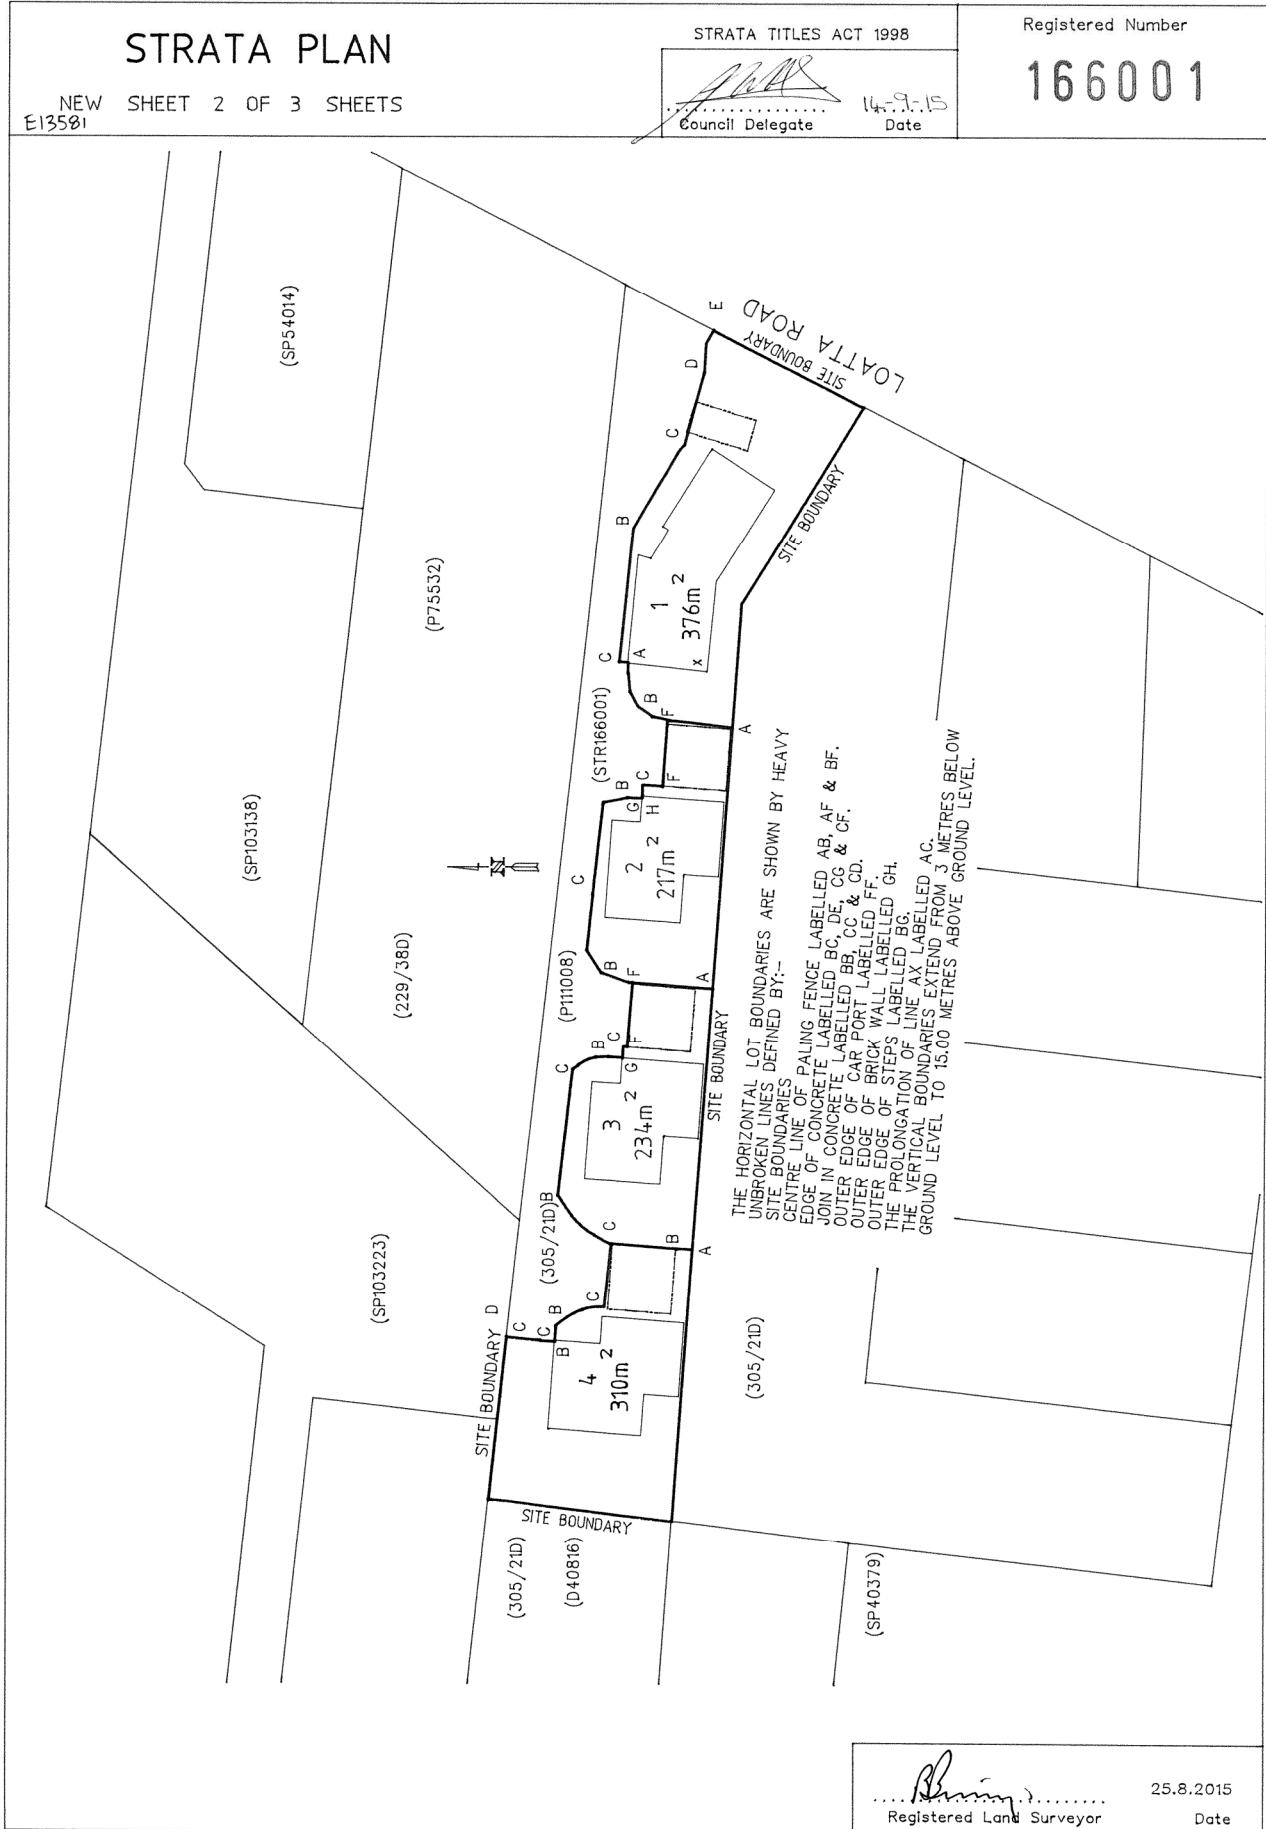 STRATA PLAN
NEW SHEET 2 OF 3 SHEETS
E13581
STRATA TITLES ACT 1998
Council Delegate
14-9-15
Date
Registered Number
166001
(SP54014)
(P75532)
(SP103138)
(229/38D)
(SP103223)
E
LOATTA ROAD
SITE BOUNDARY
D
C
B
SITE BOUNDARY
1
376m2
C
A
x
B
F
A
(STR166001)
B
C
F
G
H
2
217m2
C
(P111008)
B
F
A
C
B
C
F
G
3
234m2
SITE BOUNDARY
B
(305/21D)
C
B
A
D
C
C
B
C
B
4
310m2
SITE BOUNDARY
SITE BOUNDARY
(305/21D)
(D40816)
(305/21D)
(SP40379)
N
THE HORIZONTAL LOT BOUNDARIES ARE SHOWN BY HEAVY
UNBROKEN LINES DEFINED BY:-
SITE BOUNDARIES
CENTRE LINE OF PALING FENCE LABELLED AB, AF & BF.
EDGE OF CONCRETE LABELLED BC, DE, CG & CF.
JOIN IN CONCRETE LABELLED BB, CC & CD.
OUTER EDGE OF CAR PORT LABELLED FF.
OUTER EDGE OF BRICK WALL LABELLED GH.
OUTER EDGE OF STEPS LABELLED BG.
THE PROLONGATION OF LINE AX LABELLED AC.
THE VERTICAL BOUNDARIES EXTEND FROM 3 METRES BELOW
GROUND LEVEL TO 15.00 METRES ABOVE GROUND LEVEL.
Registered Land Surveyor
25.8.2015
Date